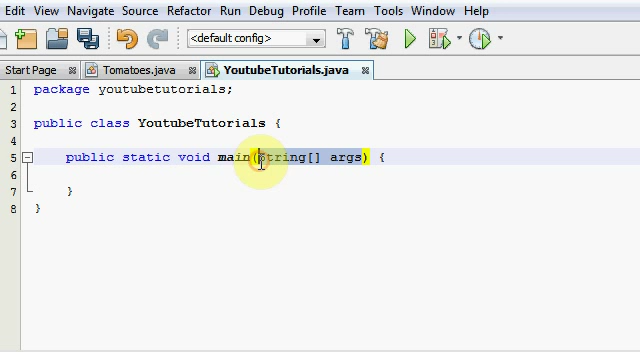 Edit View Navigate Source Refactor Run Debug Profile Team Tools Window Help
<default config>
Start Page Tomatoes.java YoutubeTutorials.java
1 package youtubetutorials;
2
3 public class YoutubeTutorials {
4
5 public static void main(String[] args) {
6
7 }
8 }